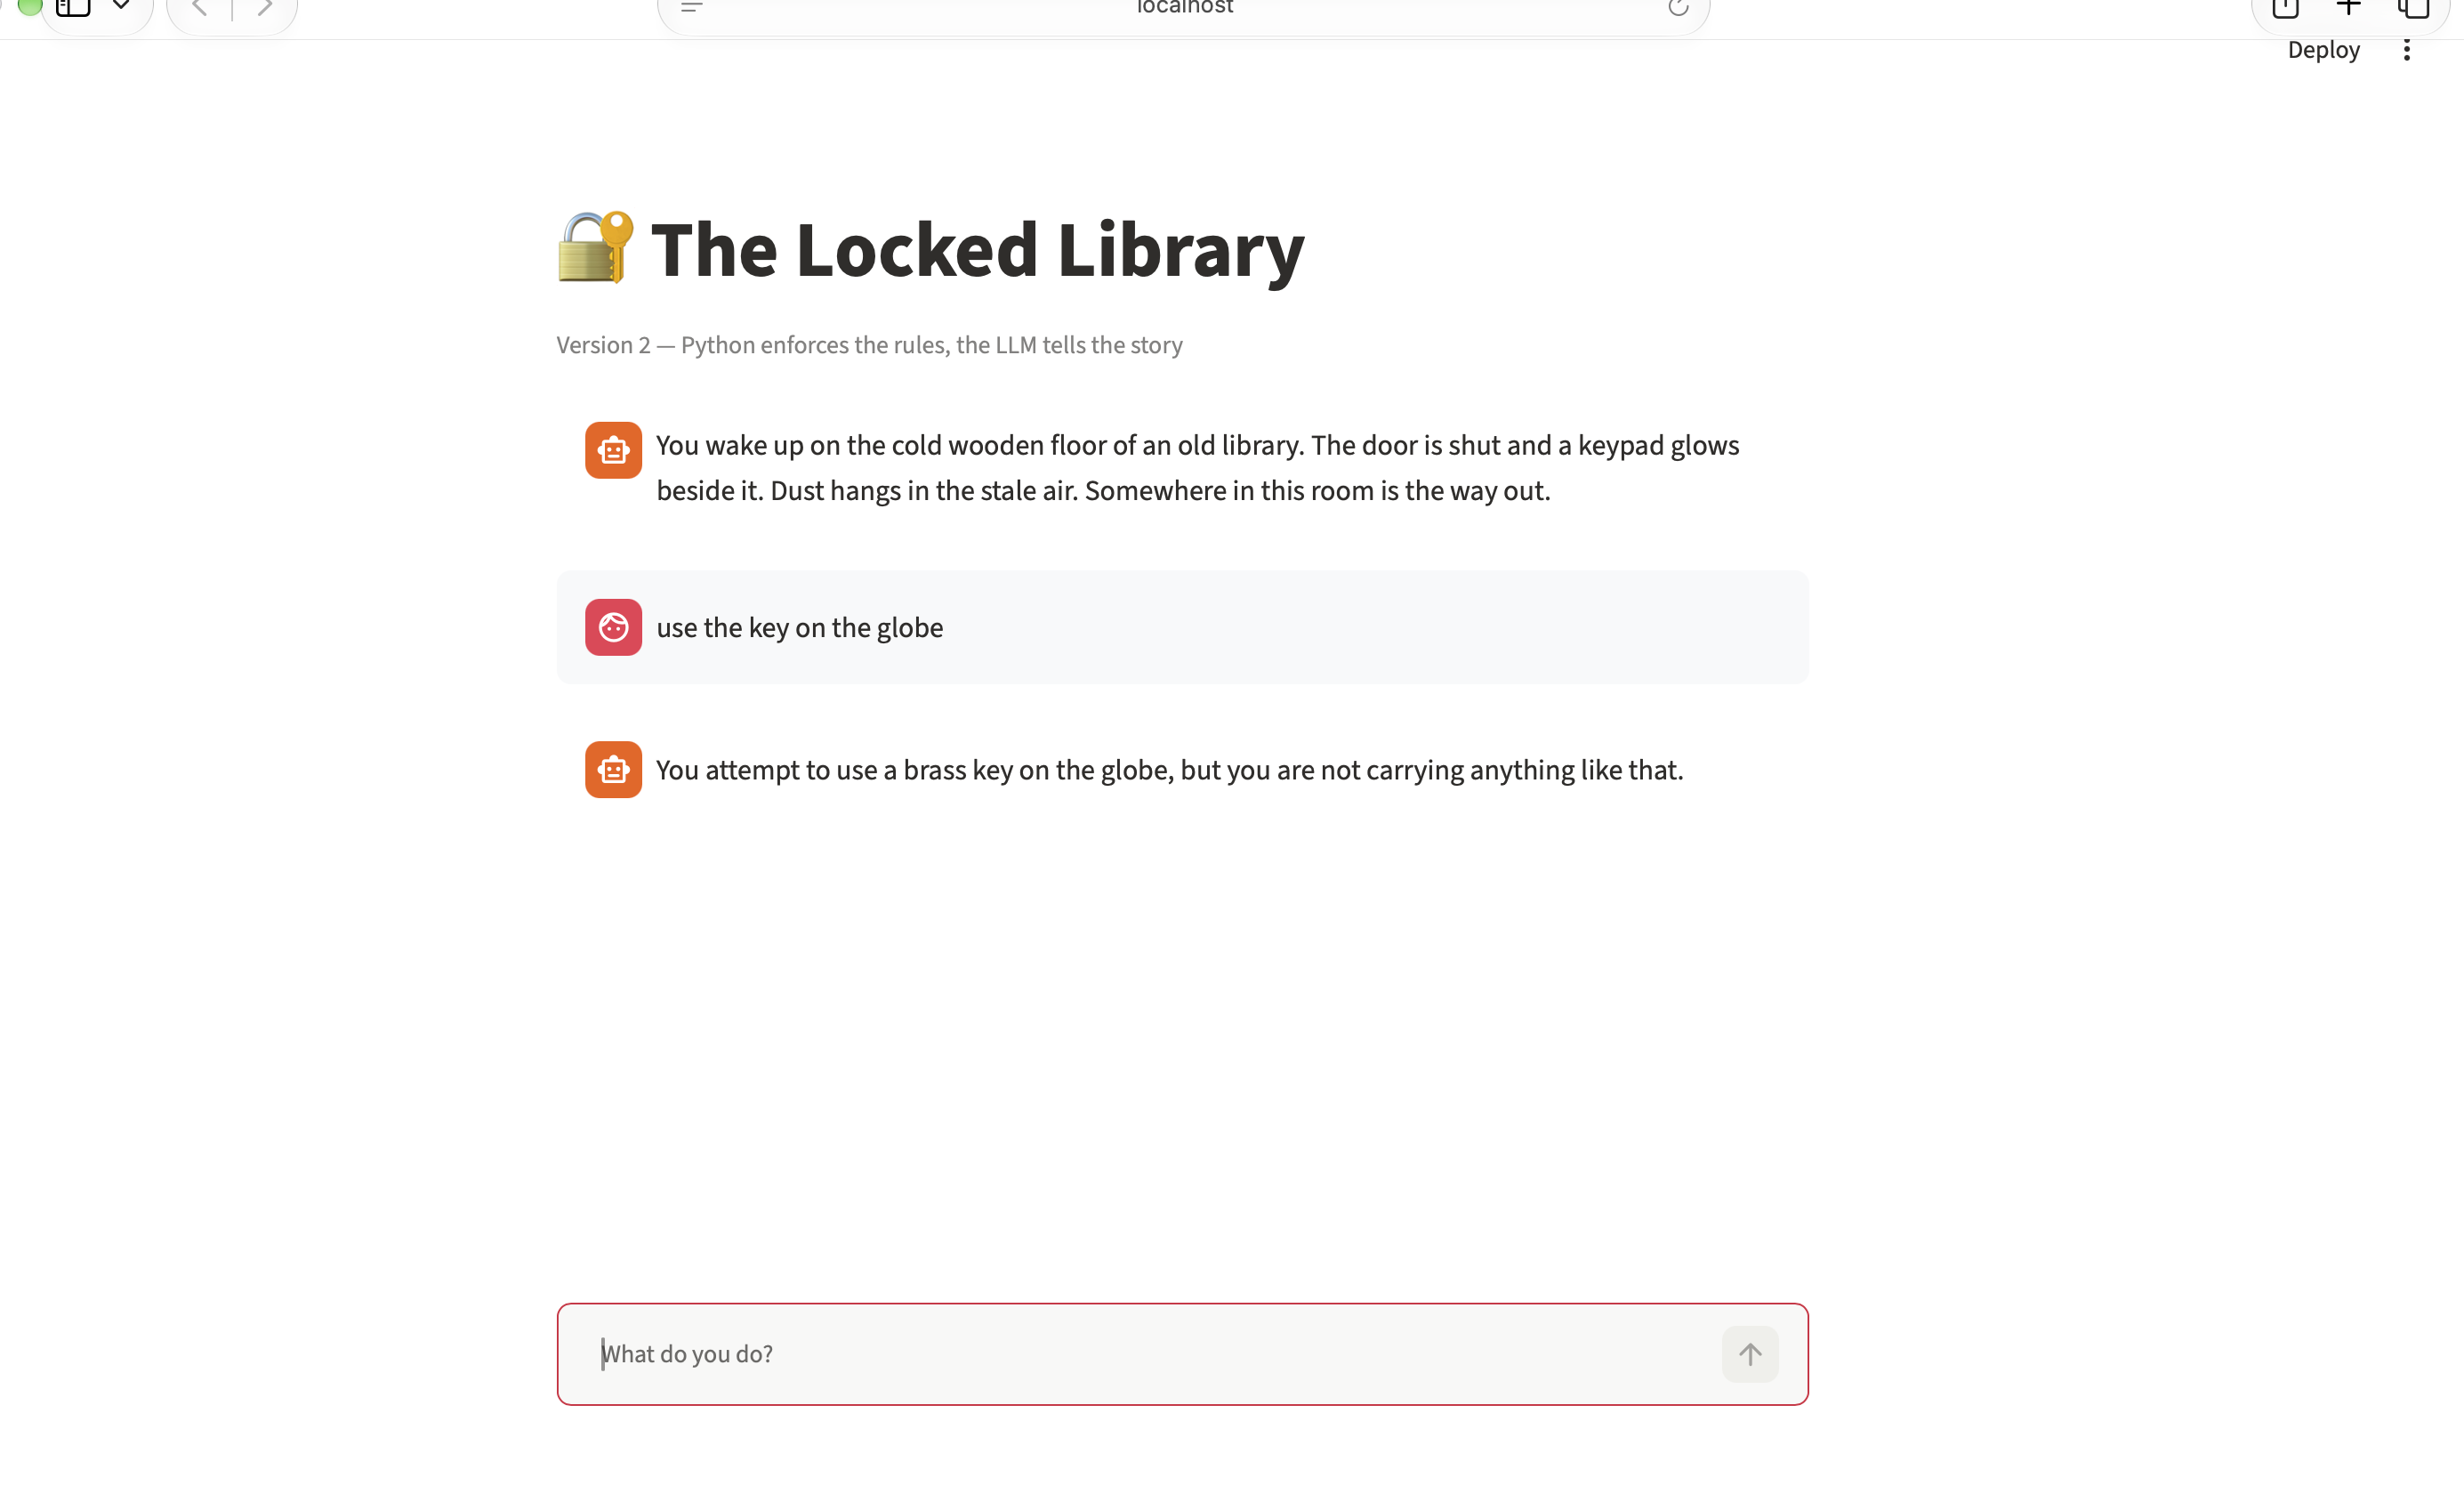 localhost
Deploy
The Locked Library
Version 2 — Python enforces the rules, the LLM tells the story
You wake up on the cold wooden floor of an old library. The door is shut and a keypad glows
beside it. Dust hangs in the stale air. Somewhere in this room is the way out.
use the key on the globe
You attempt to use a brass key on the globe, but you are not carrying anything like that.
What do you do?